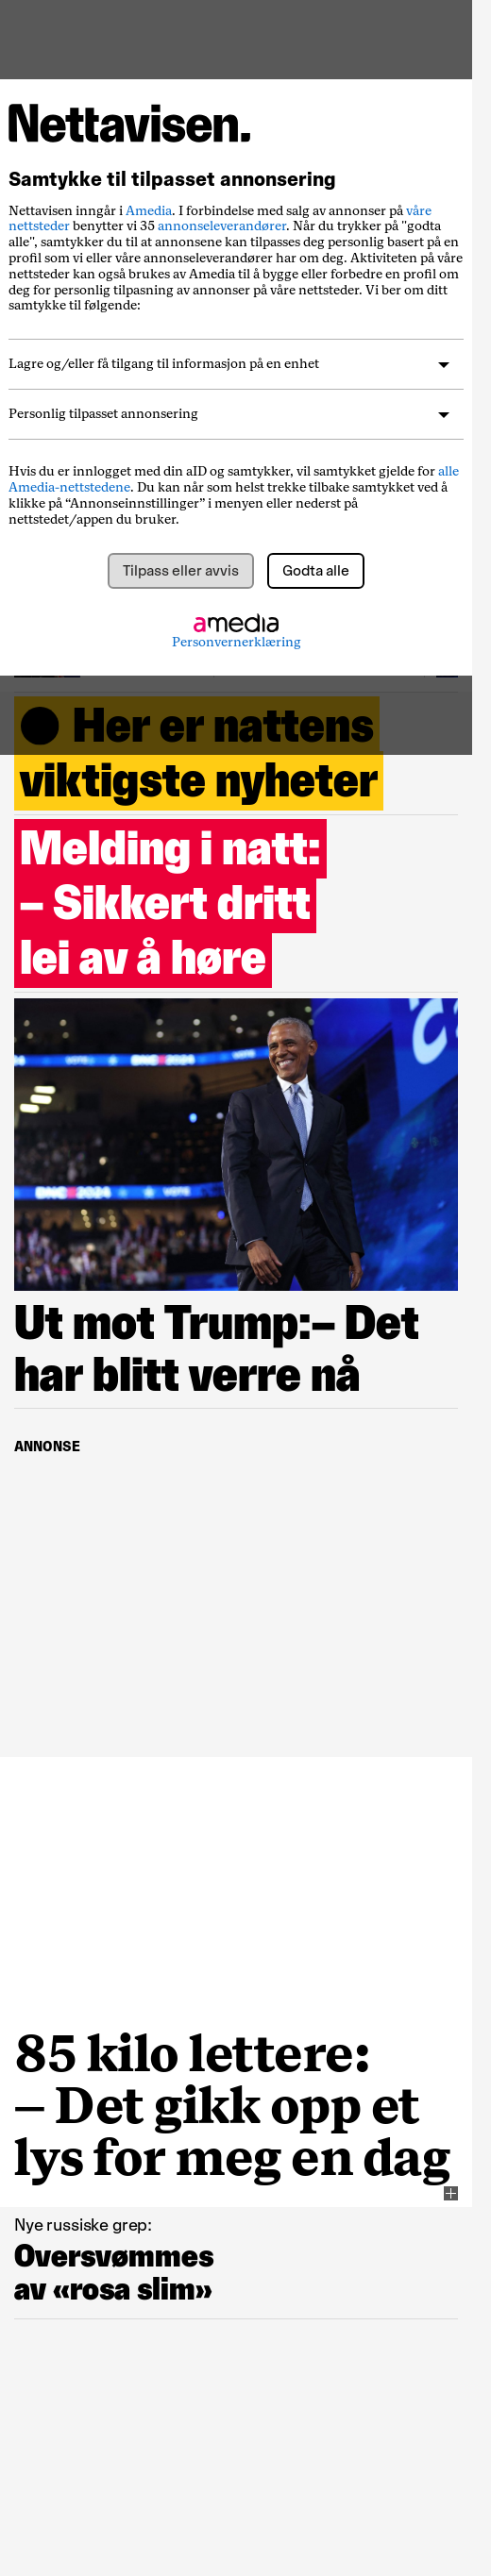 Nettavisen.
Samtykke til tilpasset annonsering
Nettavisen inngår i Amedia. I forbindelse med salg av annonser på våre
nettsteder benytter vi 35 annonseleverandører. Når du trykker på "godta
alle", samtykker du til at annonsene kan tilpasses deg personlig basert på en
profil som vi eller våre annonseleverandører har om deg. Aktiviteten på våre
nettsteder kan også brukes av Amedia til å bygge eller forbedre en profil om
deg for personlig tilpasning av annonser på våre nettsteder. Vi ber om ditt
samtykke til følgende:
Lagre og/eller få tilgang til informasjon på en enhet
Personlig tilpasset annonsering
Hvis du er innlogget med din aID og samtykker, vil samtykket gjelde for alle
Amedia-nettstedene. Du kan når som helst trekke tilbake samtykket ved å
klikke på “Annonseinnstillinger” i menyen eller nederst på
nettstedet/appen du bruker.
Tilpass eller avvis
Godta alle
amedia
Personvernerklæring
Her er nattens
viktigste nyheter
Melding i natt:
– Sikkert dritt
lei av å høre
VOTE
DNC 2024
DNC 2024
VOTE
Ut mot Trump:– Det
har blitt verre nå
ANNONSE
85 kilo lettere:
– Det gikk opp et
lys for meg en dag
Nye russiske grep:
Oversvømmes
av «rosa slim»